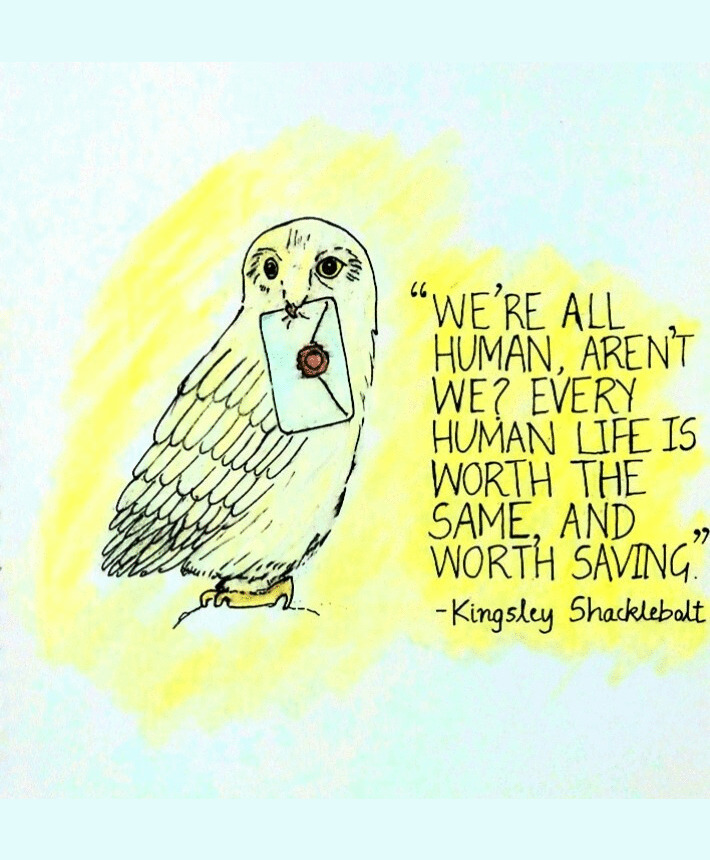 “WE'RE ALL
HUMAN, AREN'T
WE? EVERY
HUMAN LIFE IS
WORTH THE
SAME, AND
WORTH SAVING.”
-Kingsley Shacklebolt